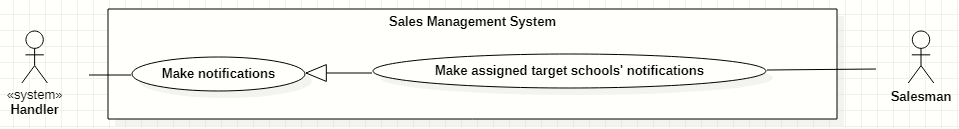 Sales Management System
Make notifications
Make assigned target schools' notifications
«system»
Handler
Salesman